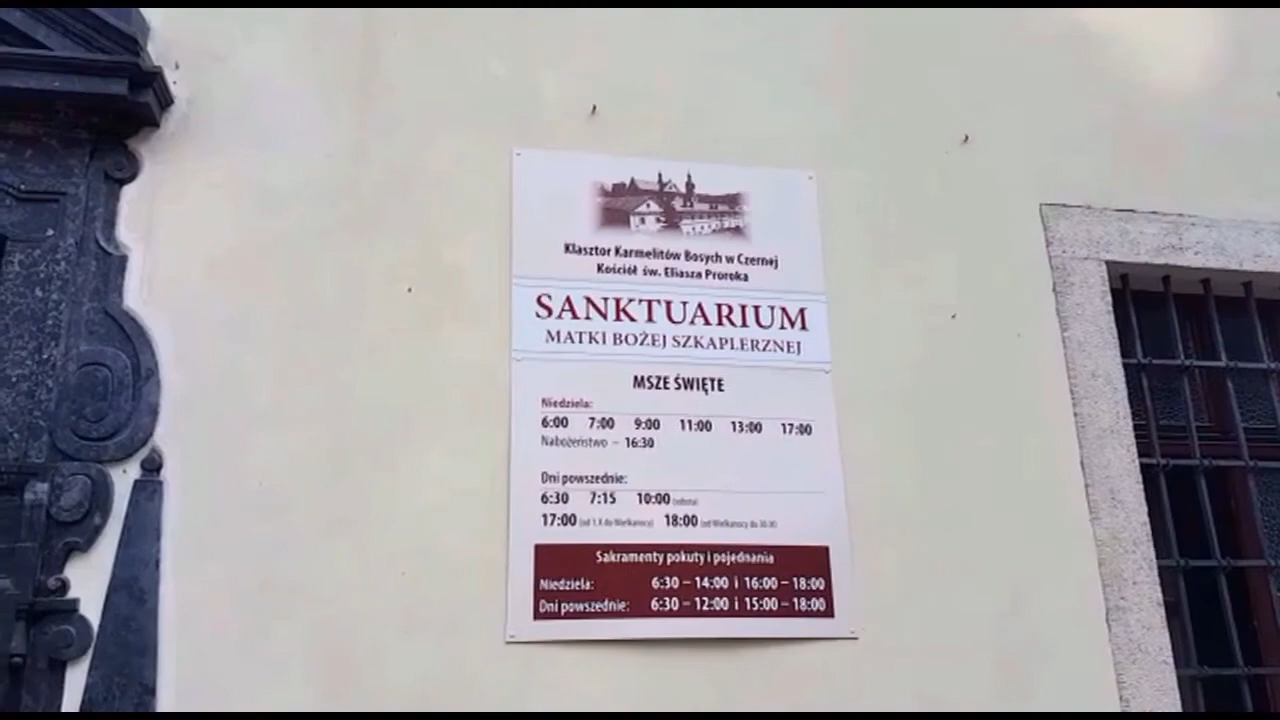 Klasztor Karmelitów Bosych w Czernej
Kościół św. Eliasza Proroka
SANKTUARIUM
MATKI BOŻEJ SZKAPLERZNEJ
MSZE ŚWIĘTE
Niedziela:
6:00 7:00 9:00 11:00 13:00 17:00
Nabożeństwo – 16:30
Dni powszednie:
6:30 7:15 10:00 (sobota)
17:00 (od 1.X do Wielkanocy) 18:00 (od Wielkanocy do 30.IX)
Sakramenty pokuty i pojednania
Niedziela: 6:30 – 14:00 i 16:00 – 18:00
Dni powszednie: 6:30 – 12:00 i 15:00 – 18:00